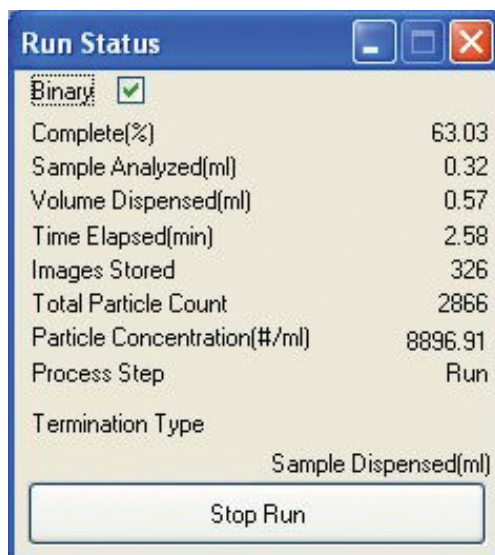 Run Status
Binary
Complete(%) 63.03
Sample Analyzed(ml) 0.32
Volume Dispensed(ml) 0.57
Time Elapsed(min) 2.58
Images Stored 326
Total Particle Count 2866
Particle Concentration(#/ml) 8896.91
Process Step Run
Termination Type
Sample Dispensed(ml)
Stop Run